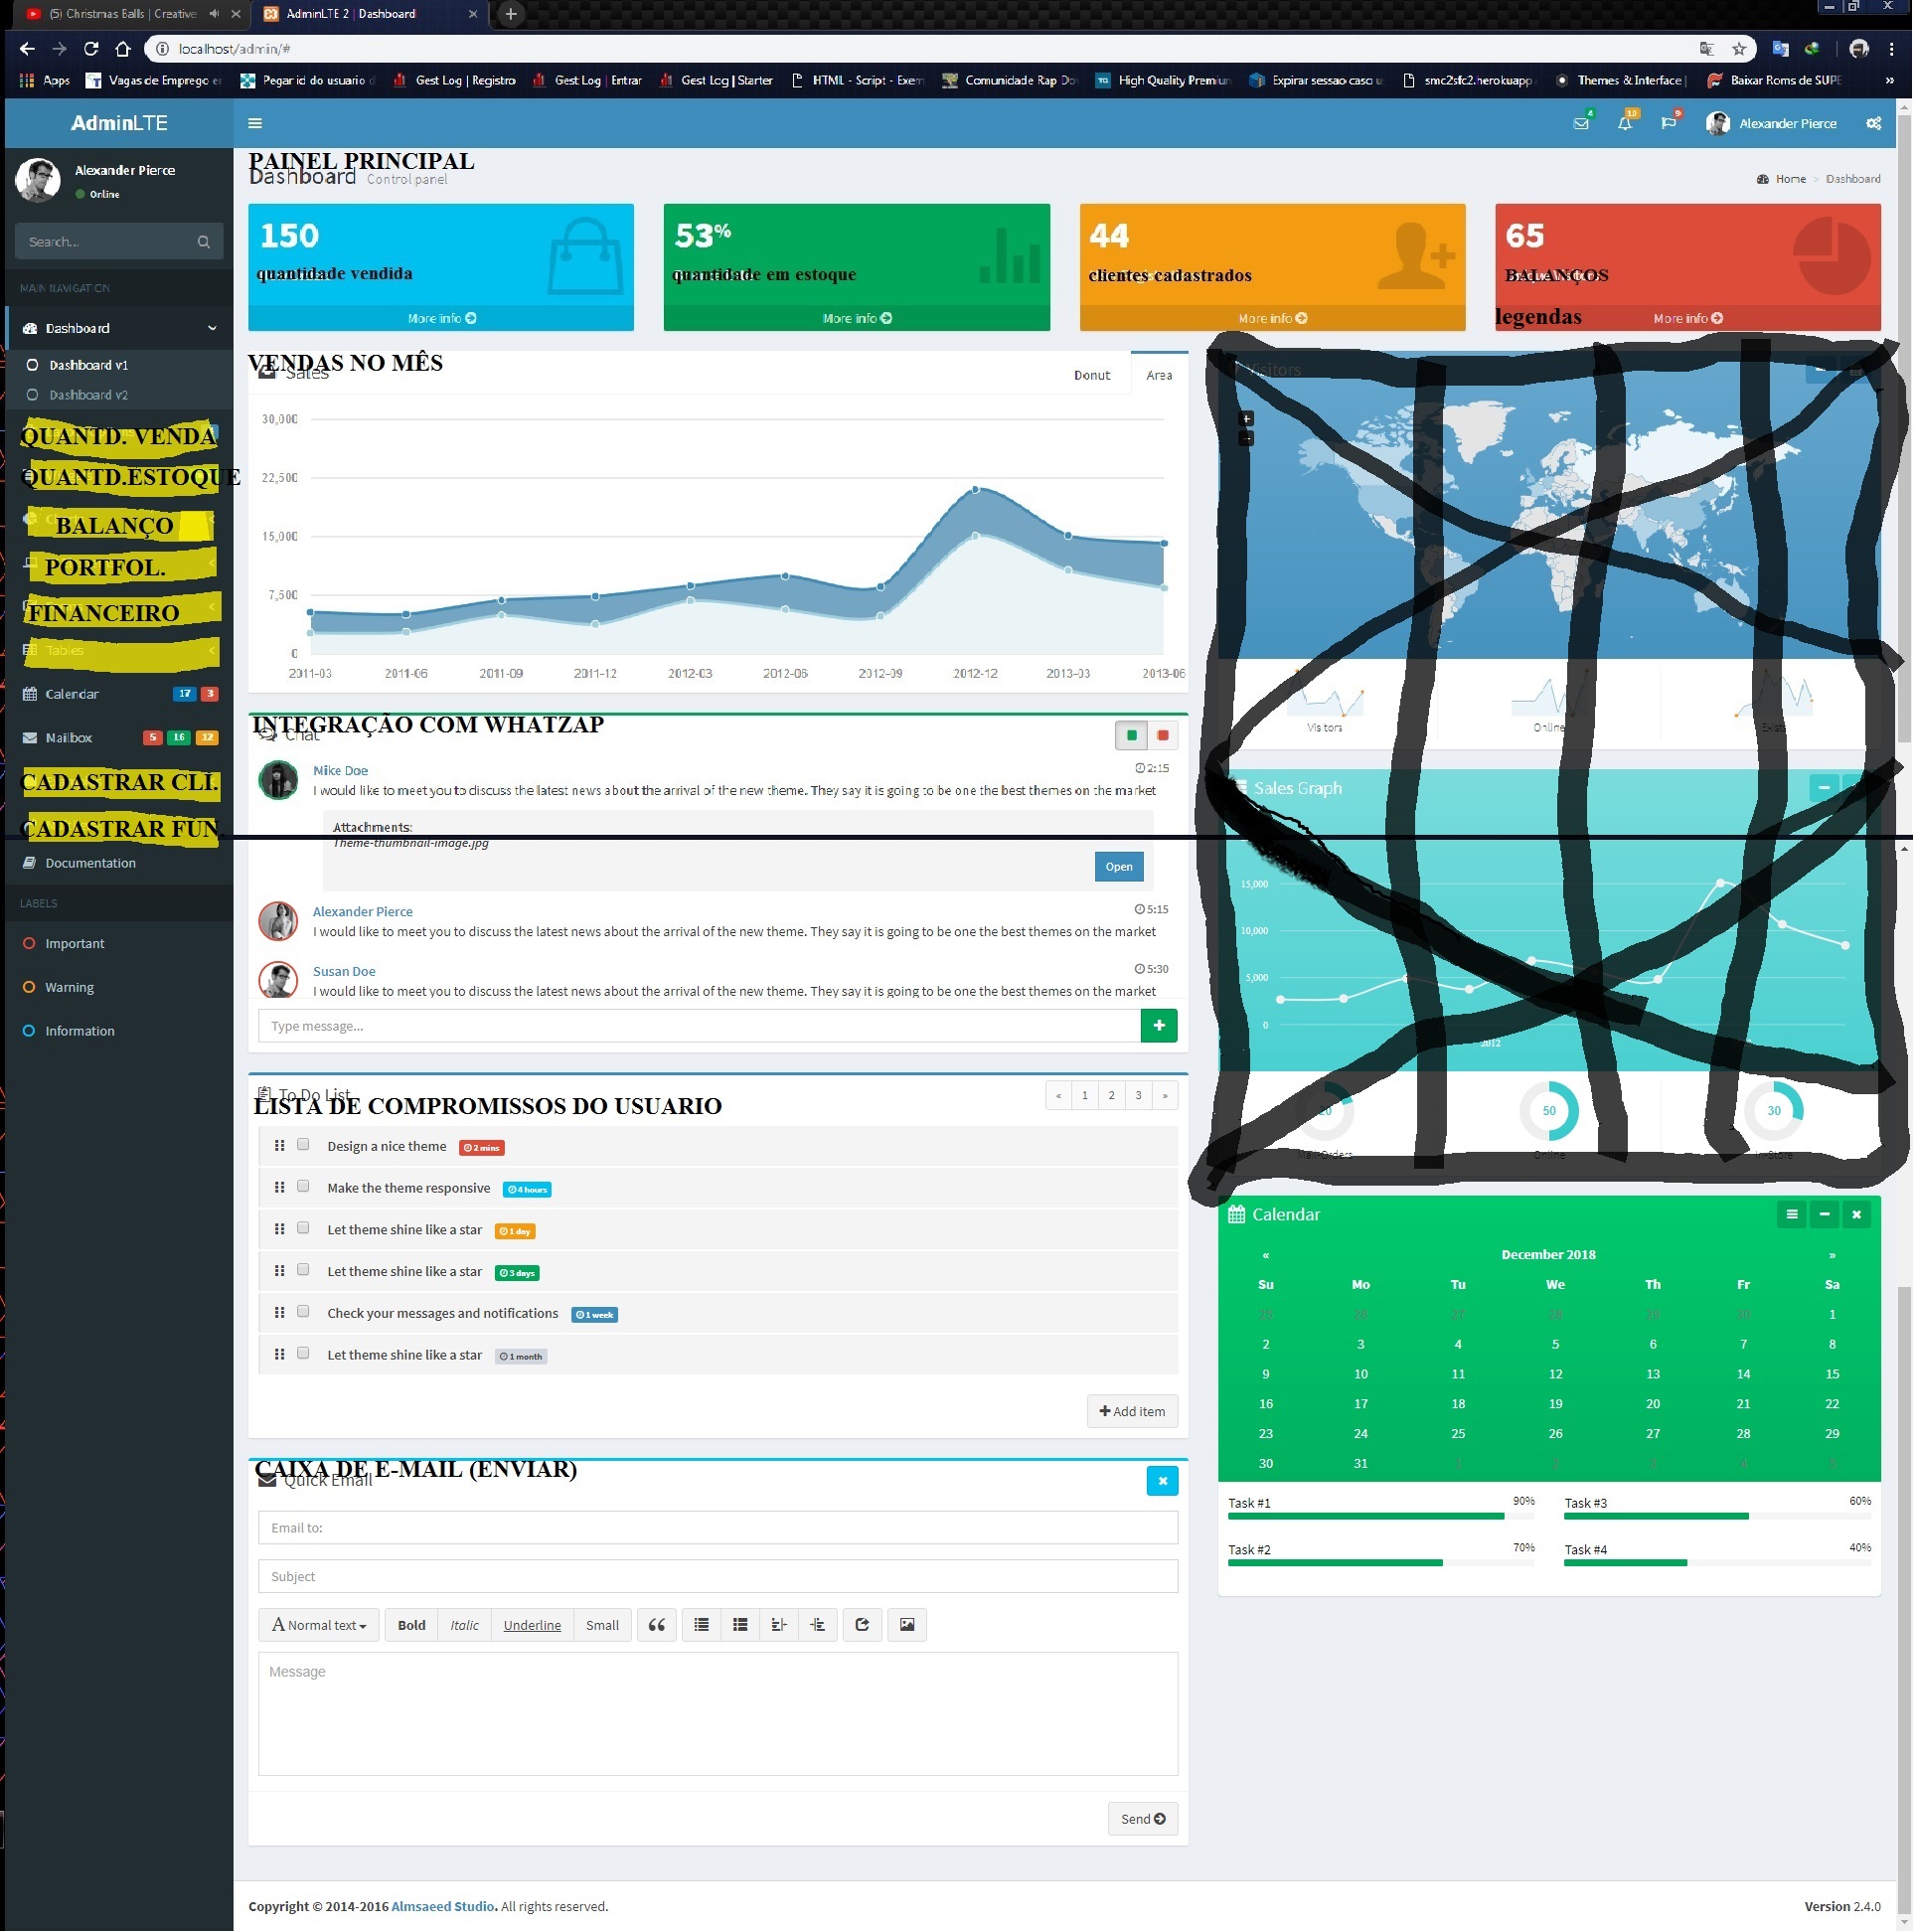 (5) Christmas Balls | Creative
AdminLTE 2 | Dashboard
localhost/admin/#
Apps
Vagas de Emprego e
Pegar id do usuario d
Gest Log | Registro
Gest Log | Entrar
Gest Log | Starter
HTML - Script - Exem
Comunidade Rap Do
High Quality Premiu
Expirar sessao caso u
smc2sfc2.herokuapp
Themes & Interface |
Baixar Roms de SUPE
»
AdminLTE
4
10
9
Alexander Pierce
Alexander Pierce
Online
Search...
MAIN NAVIGATION
Dashboard
Dashboard v1
Dashboard v2
QUANTD. VENDA
QUANTD.ESTOQUE
BALANÇO
PORTFOL.
FINANCEIRO
Tables
Calendar
17 3
Mailbox
5 16 12
CADASTRAR CLI.
CADASTRAR FUN.
Documentation
LABELS
Important
Warning
Information
PAINEL PRINCIPAL
Dashboard Control panel
Home > Dashboard
150
quantidade vendida
More info
53%
quantidade em estoque
More info
44
clientes cadastrados
More info
65
BALANÇOS
legendas
More info
VENDAS NO MÊS
Sales
Donut
Area
30,000
22,500
15,000
7,500
0
2011-03 2011-06 2011-09 2011-12 2012-03 2012-06 2012-09 2012-12 2013-03 2013-06
INTEGRAÇÃO COM WHATZAP
Chat
Mike Doe
2:15
I would like to meet you to discuss the latest news about the arrival of the new theme. They say it is going to be one the best themes on the market
Attachments:
Theme-thumbnail-image.jpg
Open
Alexander Pierce
5:15
I would like to meet you to discuss the latest news about the arrival of the new theme. They say it is going to be one the best themes on the market
Susan Doe
5:30
I would like to meet you to discuss the latest news about the arrival of the new theme. They say it is going to be one the best themes on the market
Type message...
To Do List
« 1 2 3 »
LISTA DE COMPROMISSOS DO USUARIO
Design a nice theme 2 mins
Make the theme responsive 4 hours
Let theme shine like a star 1 day
Let theme shine like a star 3 days
Check your messages and notifications 1 week
Let theme shine like a star 1 month
Add item
CAIXA DE E-MAIL (ENVIAR)
Quick Email
Email to:
Subject
A Normal text
Bold Italic Underline Small
Message
Send
Visitors
+
-
Visitors
Online
Exists
Sales Graph
15,000
10,000
5,000
0
2012
20
50
30
Mail-Orders
Online
In-Store
Calendar
« December 2018 »
Su Mo Tu We Th Fr Sa
25 26 27 28 29 30 1
2 3 4 5 6 7 8
9 10 11 12 13 14 15
16 17 18 19 20 21 22
23 24 25 26 27 28 29
30 31 1 2 3 4 5
Task #1 90%
Task #3 60%
Task #2 70%
Task #4 40%
Copyright © 2014-2016 Almsaeed Studio. All rights reserved.
Version 2.4.0